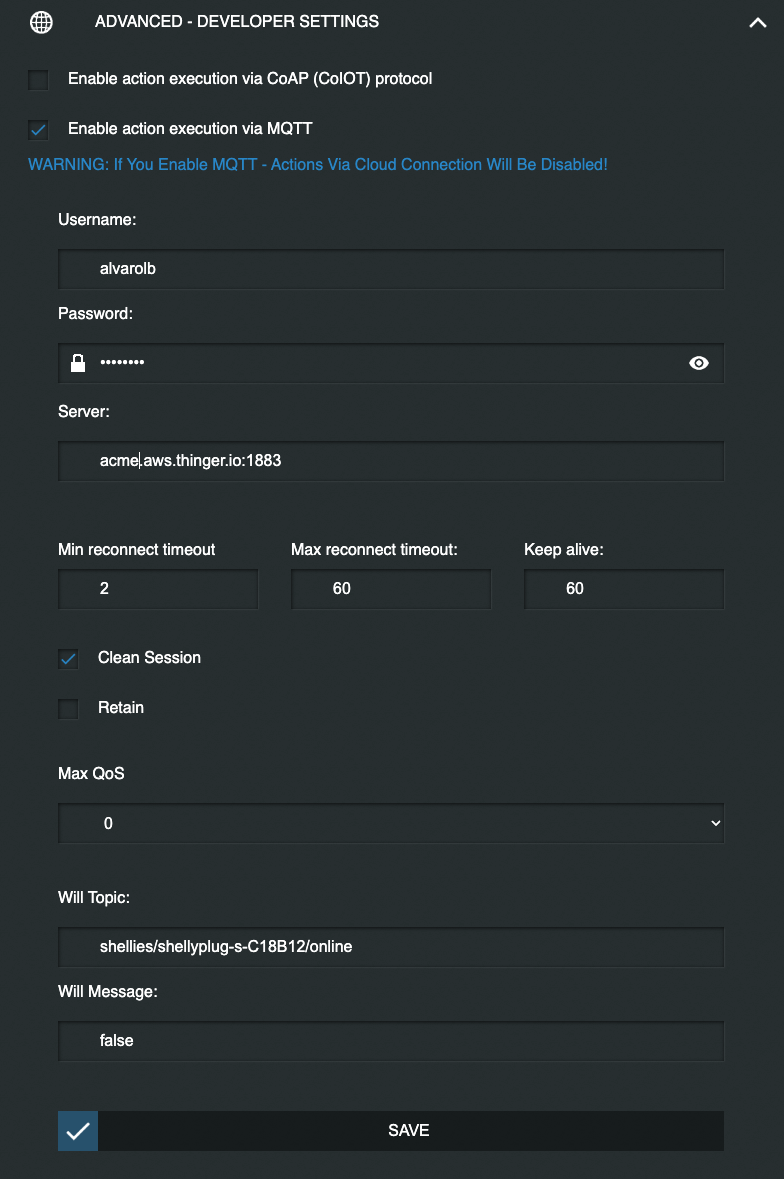 ADVANCED - DEVELOPER SETTINGS
Enable action execution via CoAP (CoIOT) protocol
Enable action execution via MQTT
WARNING: If You Enable MQTT - Actions Via Cloud Connection Will Be Disabled!
Username:
alvarolb
Password:
••••••••
Server:
acme.aws.thinger.io:1883
Min reconnect timeout Max reconnect timeout: Keep alive:
2 60 60
Clean Session
Retain
Max QoS
0
Will Topic:
shellies/shellyplug-s-C18B12/online
Will Message:
false
SAVE